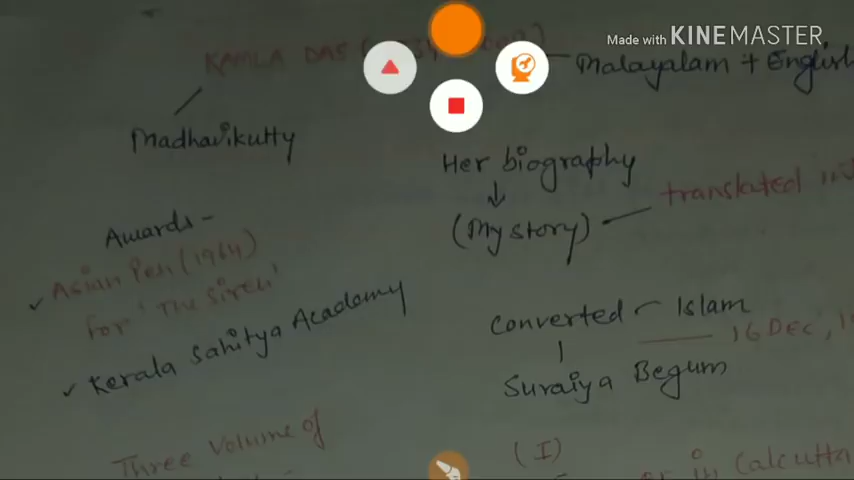 Made with KINEMASTER
KAMLA DAS (
Malayalam + English
Madhavikutty
Her biography
translated
(My story)
Awards -
✓ Asian Pen (1964)
for 'The Siren'
✓ Kerala Sahitya Academy
Converted - Islam
16 Dec, 19
Suraiya Begum
Three Volume of
(I)
Calcutta